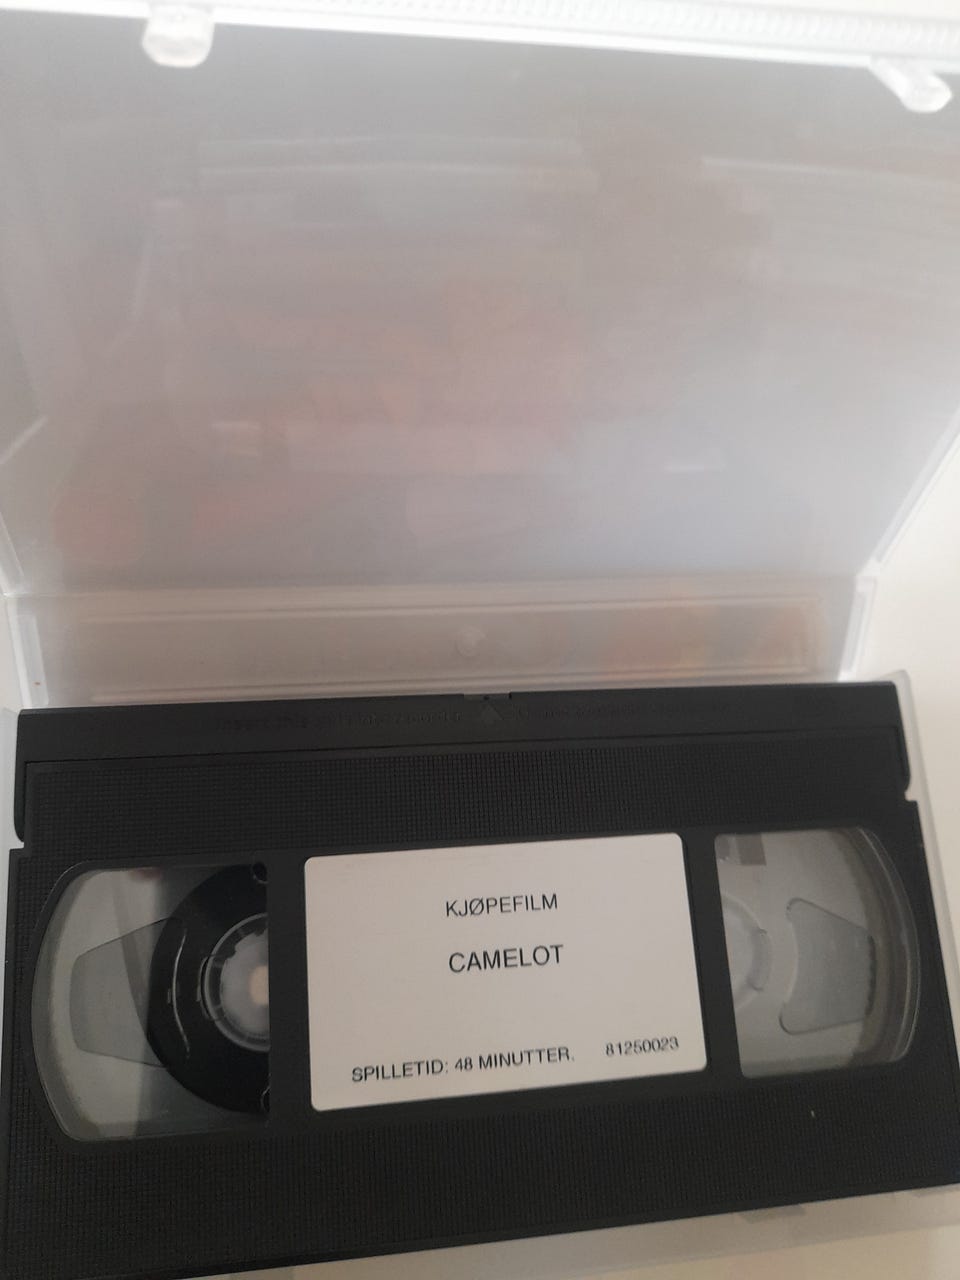 KJØPEFILM
CAMELOT
SPILLETID: 48 MINUTTER. 81250023